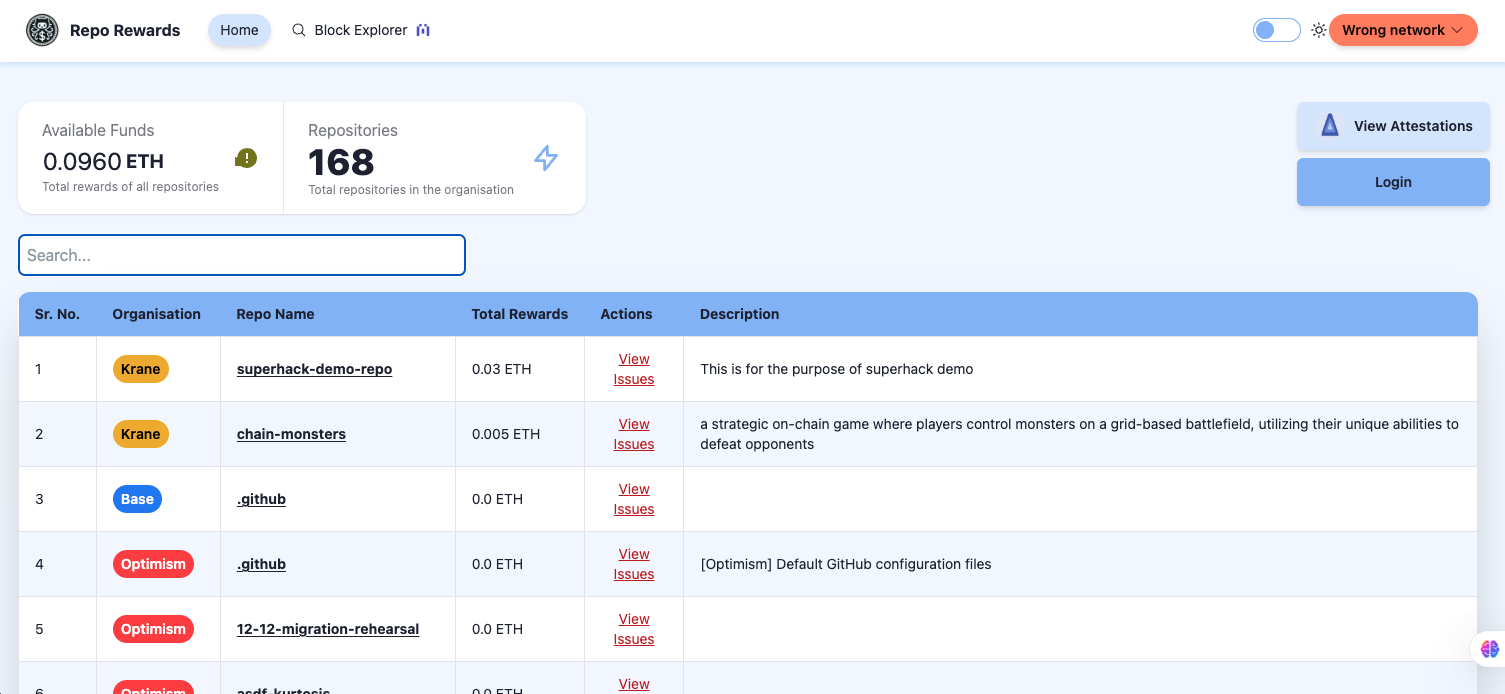 Repo Rewards
Home
Block Explorer
Wrong network
Available Funds
0.0960 ETH
Total rewards of all repositories
Repositories
168
Total repositories in the organisation
View Attestations
Login
Search...
Sr. No. Organisation Repo Name Total Rewards Actions Description
1 Krane superhack-demo-repo 0.03 ETH View Issues This is for the purpose of superhack demo
2 Krane chain-monsters 0.005 ETH View Issues a strategic on-chain game where players control monsters on a grid-based battlefield, utilizing their unique abilities to
defeat opponents
3 Base .github 0.0 ETH View Issues
4 Optimism .github 0.0 ETH View Issues [Optimism] Default GitHub configuration files
5 Optimism 12-12-migration-rehearsal 0.0 ETH View Issues
6 Optimism asdf-kurtosis 0.0 ETH View